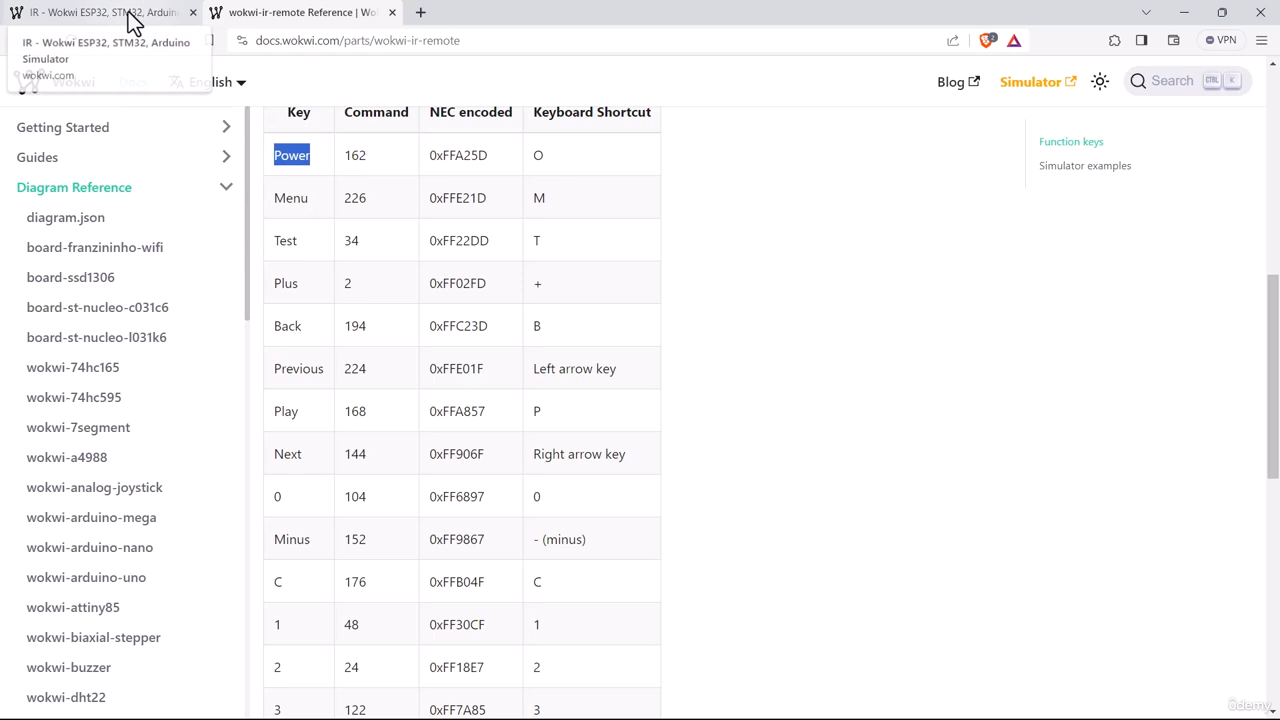 IR - Wokwi ESP32, STM32, Arduin
wokwi-ir-remote Reference | Wo
docs.wokwi.com/parts/wokwi-ir-remote
VPN
IR - Wokwi ESP32, STM32, Arduino
Simulator
wokwi.com
Wokwi
Docs
English
Blog
Simulator
Search
CTRL
K
Getting Started
Guides
Diagram Reference
diagram.json
board-franzininho-wifi
board-ssd1306
board-st-nucleo-c031c6
board-st-nucleo-l031k6
wokwi-74hc165
wokwi-74hc595
wokwi-7segment
wokwi-a4988
wokwi-analog-joystick
wokwi-arduino-mega
wokwi-arduino-nano
wokwi-arduino-uno
wokwi-attiny85
wokwi-biaxial-stepper
wokwi-buzzer
wokwi-dht22
Key Command NEC encoded Keyboard Shortcut
Power 162 0xFFA25D O
Menu 226 0xFFE21D M
Test 34 0xFF22DD T
Plus 2 0xFF02FD +
Back 194 0xFFC23D B
Previous 224 0xFFE01F Left arrow key
Play 168 0xFFA857 P
Next 144 0xFF906F Right arrow key
0 104 0xFF6897 0
Minus 152 0xFF9867 - (minus)
C 176 0xFFB04F C
1 48 0xFF30CF 1
2 24 0xFF18E7 2
3 122 0xFF7A85 3
Function keys
Simulator examples
ûdemy